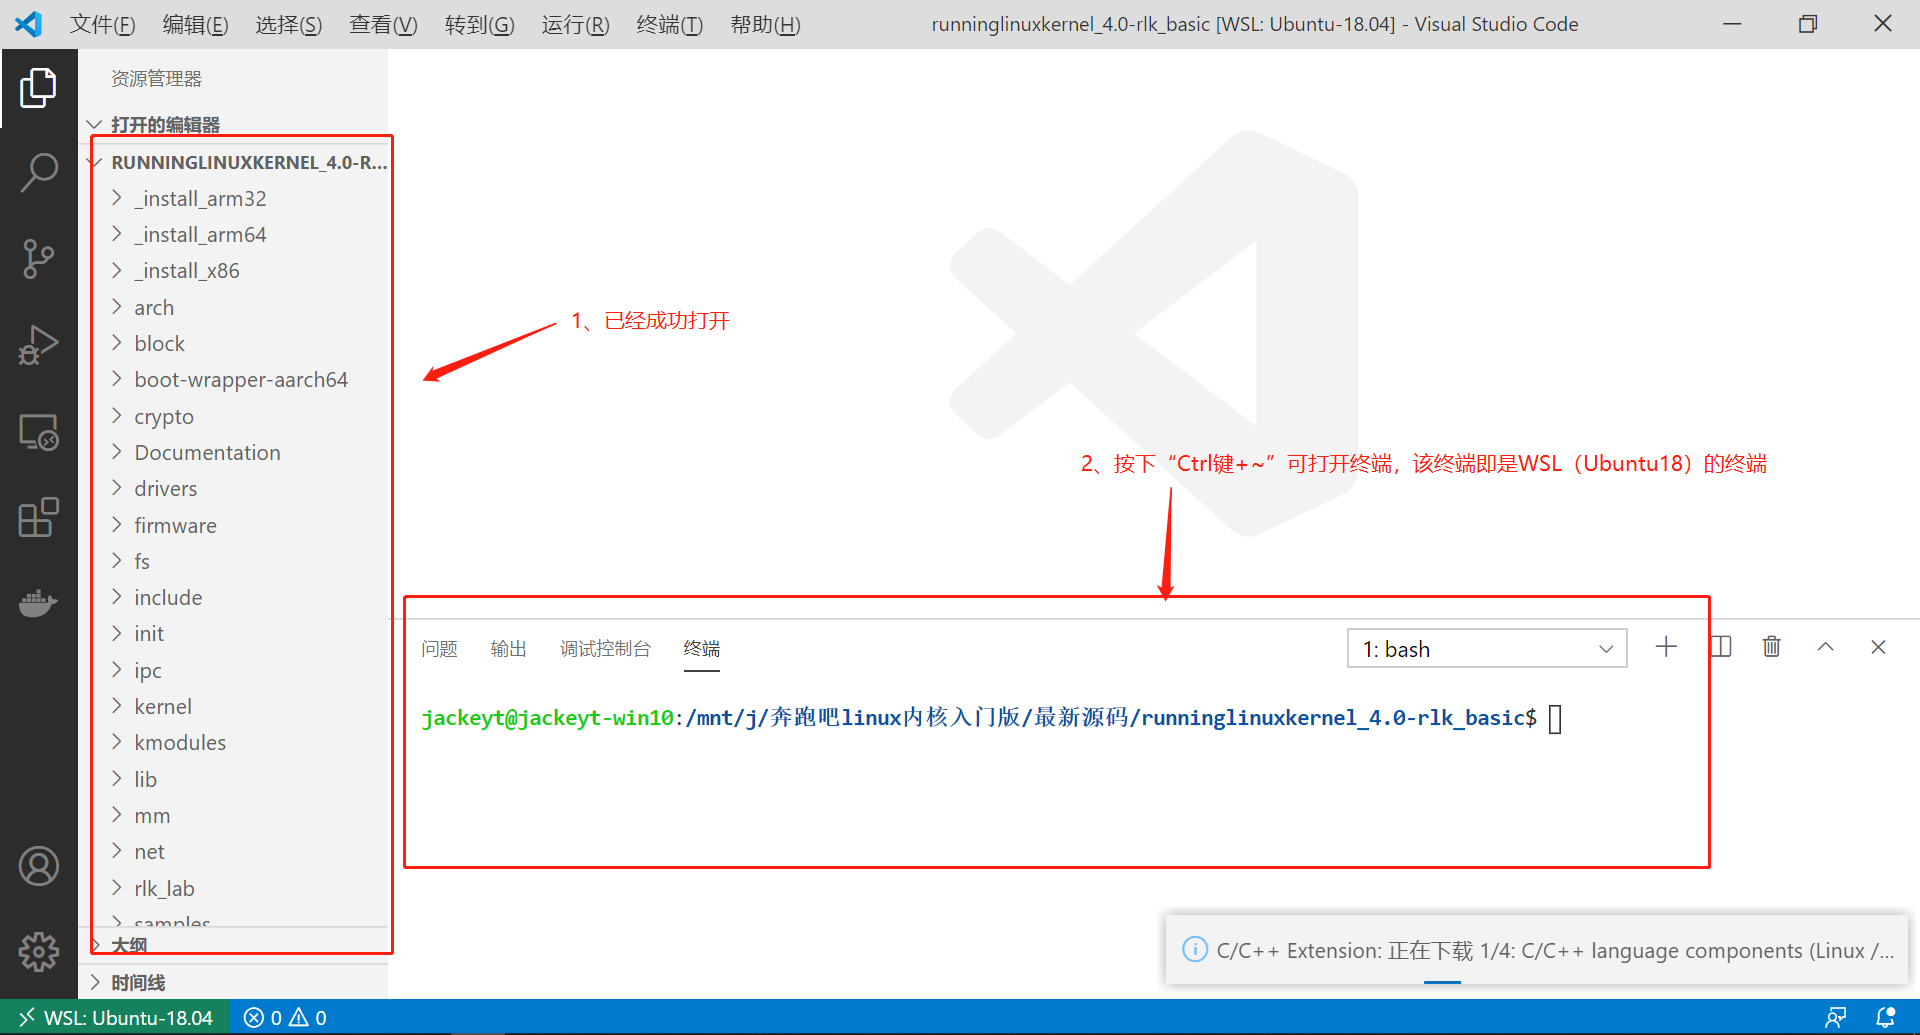 文件(F) 编辑(E) 选择(S) 查看(V) 转到(G) 运行(R) 终端(T) 帮助(H) runninglinuxkernel_4.0-rlk_basic [WSL: Ubuntu-18.04] - Visual Studio Code
资源管理器
打开的编辑器
RUNNINGLINUXKERNEL_4.0-R...
_install_arm32
_install_arm64
_install_x86
arch
block
boot-wrapper-aarch64
crypto
Documentation
drivers
firmware
fs
include
init
ipc
kernel
kmodules
lib
mm
net
rlk_lab
samples
大纲
时间线
1、已经成功打开
2、按下“Ctrl键+~”可打开终端，该终端即是WSL（Ubuntu18）的终端
问题 输出 调试控制台 终端 1: bash
jackeyt@jackeyt-win10:/mnt/j/奔跑吧linux内核入门版/最新源码/runninglinuxkernel_4.0-rlk_basic$
C/C++ Extension: 正在下载 1/4: C/C++ language components (Linux /...
WSL: Ubuntu-18.04 0 0